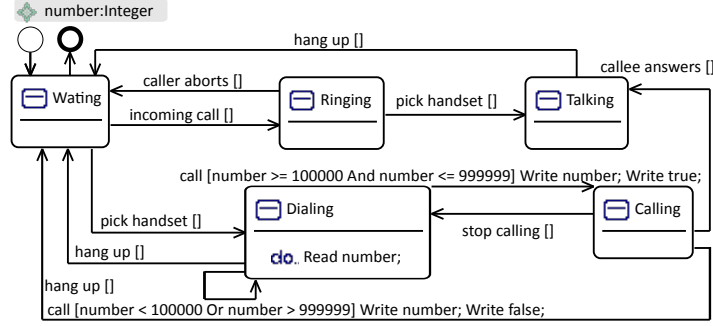 number:Integer
hang up []
callee answers []
caller aborts []
Wating
Ringing
Talking
incoming call []
pick handset []
call [number >= 100000 And number <= 999999] Write number; Write true;
Dialing
Calling
pick handset []
stop calling []
hang up []
do.. Read number;
hang up []
call [number < 100000 Or number > 999999] Write number; Write false;